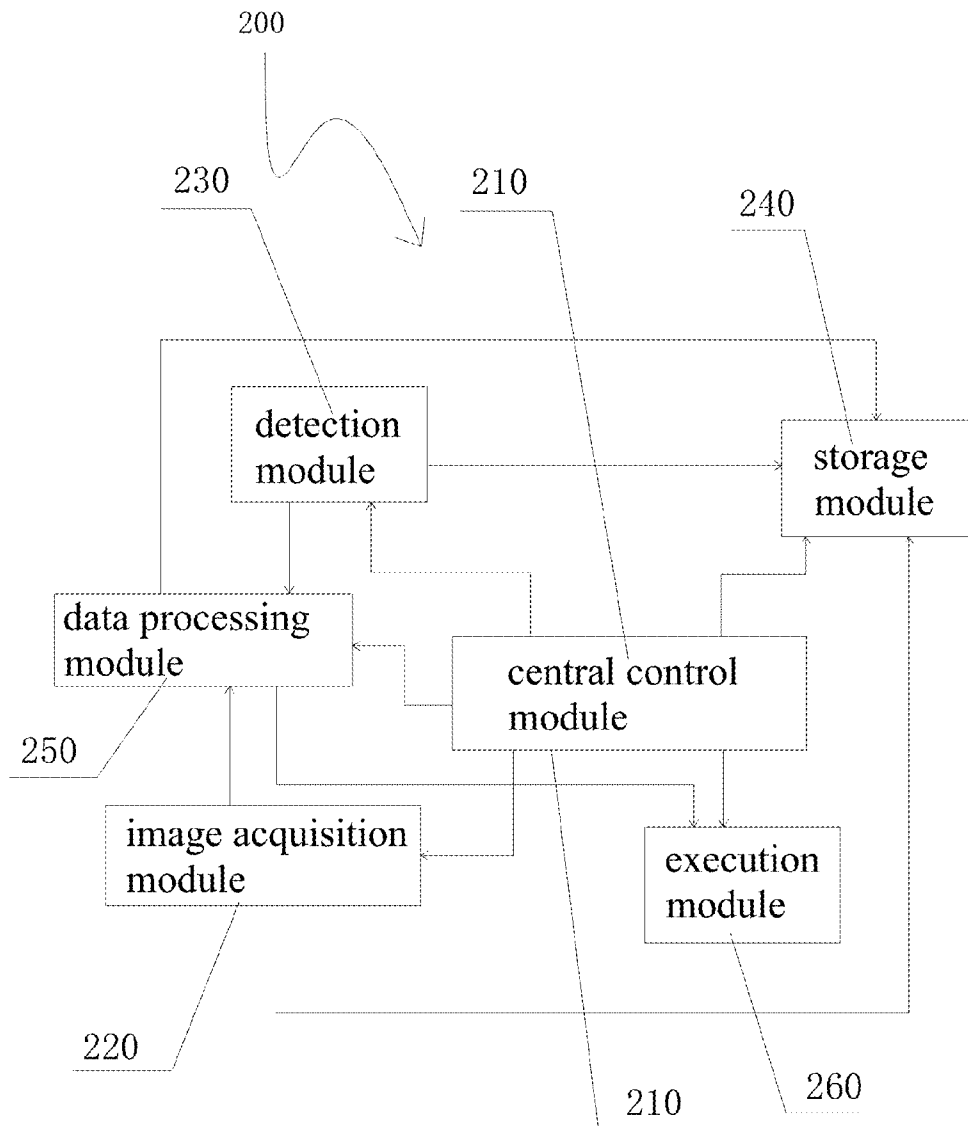 200
230
210
240
detection
module
storage
module
data processing
module
central control
module
250
image acquisition
module
execution
module
220
210
260